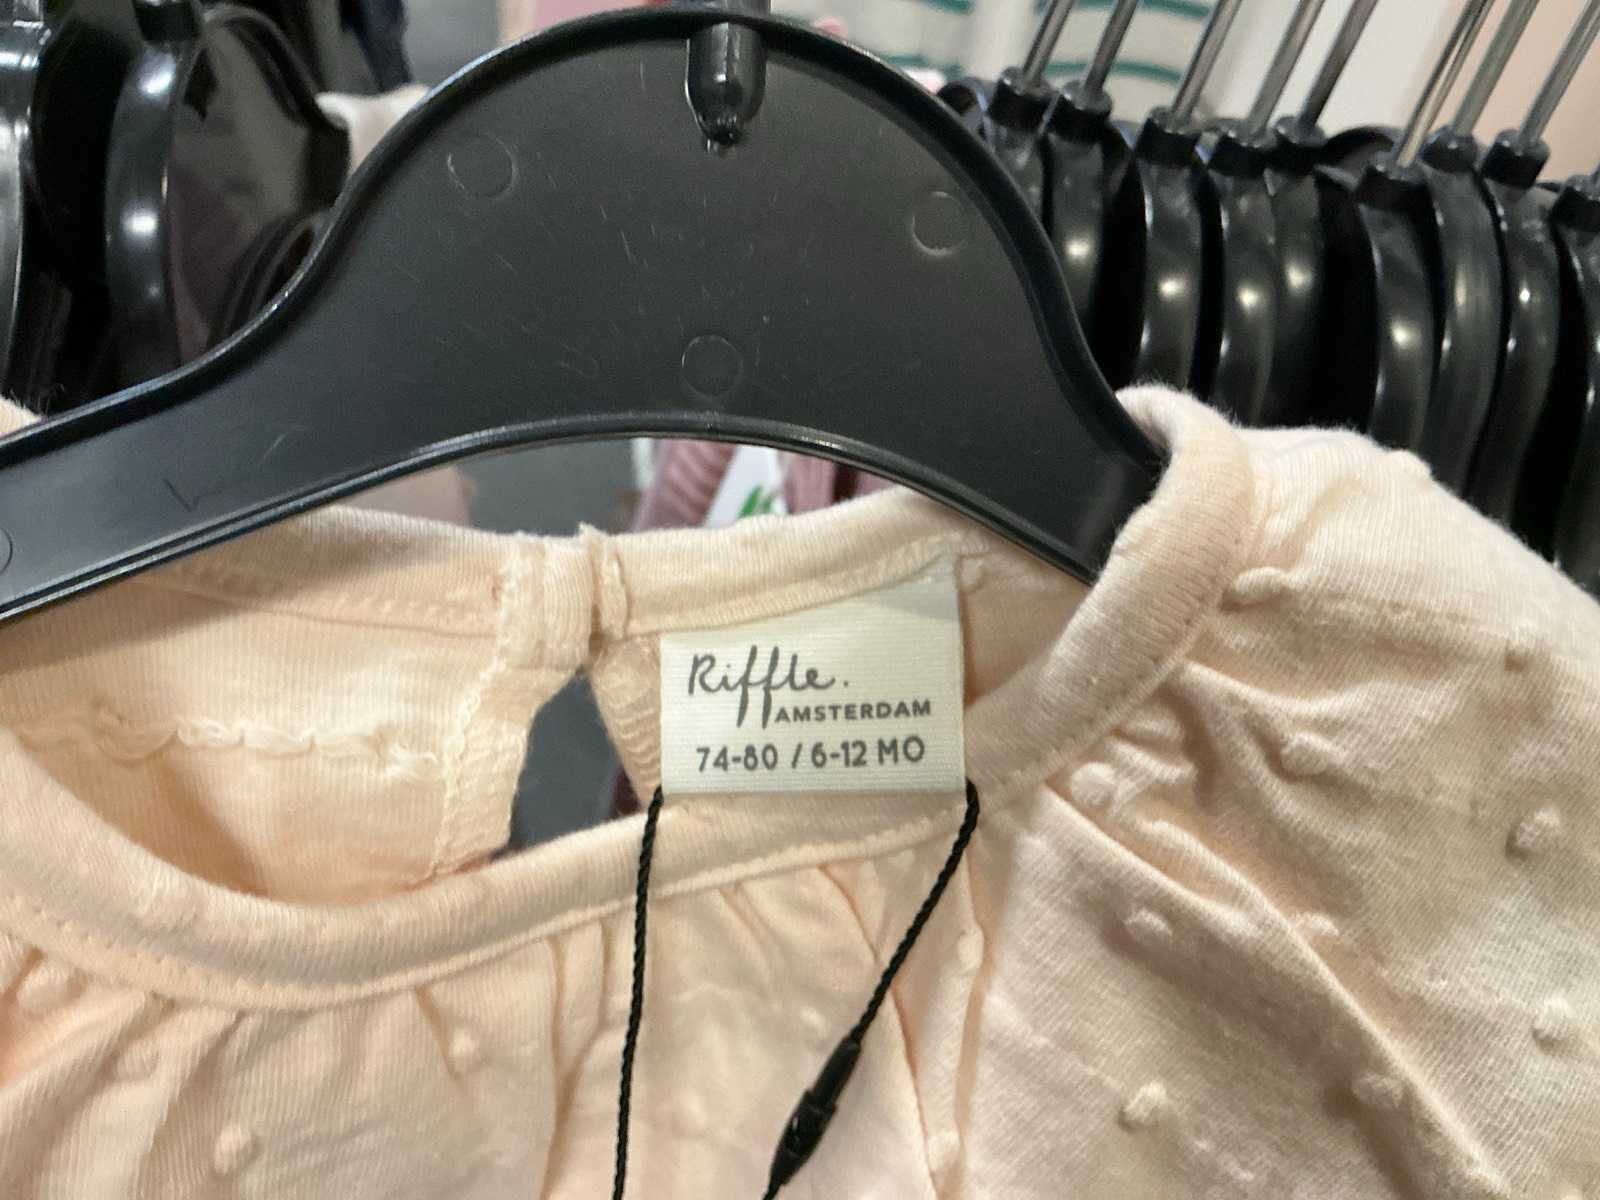 Riffle.
AMSTERDAM
74-80 / 6-12 MO